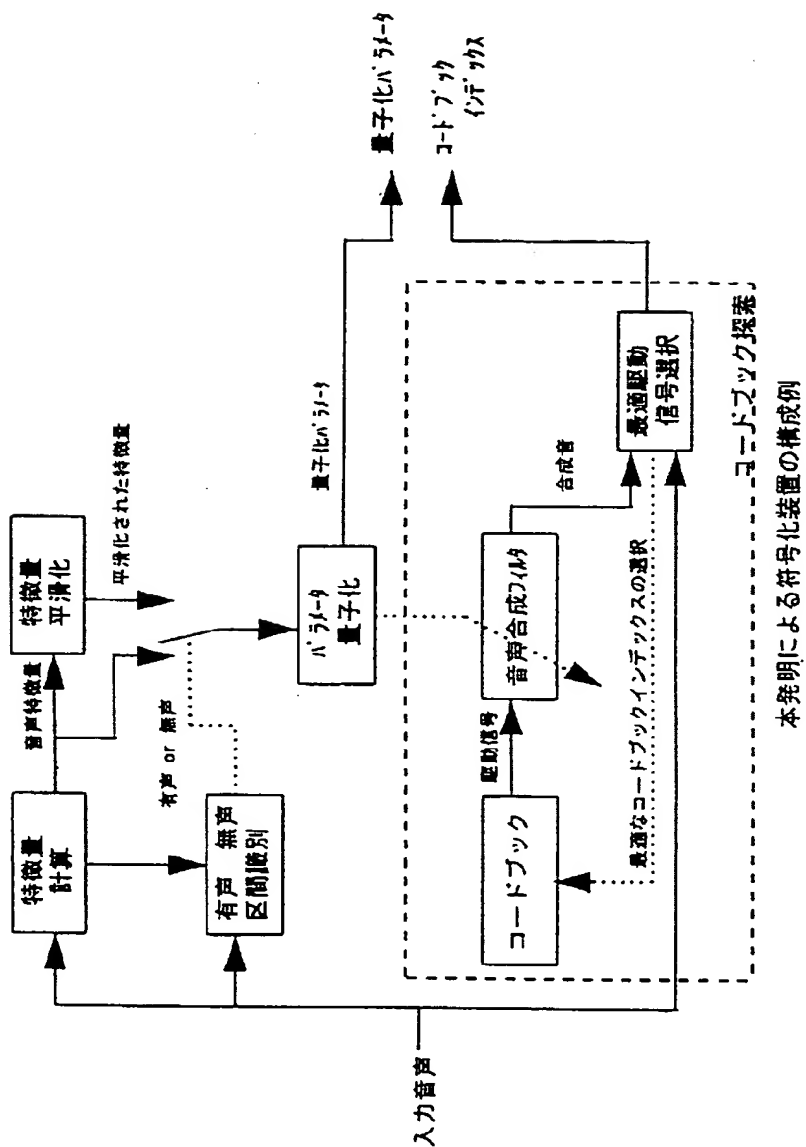 入力音声
特徴量
計算
音声特徴量
特徴量
平滑化
平滑化された特徴量
有声 無声
区間識別
有声 or 無声
パラメータ
量子化
量子化パラメータ
量子化パラメータ
コードブック
インデックス
コードブック
駆動信号
音声合成フィルタ
合成音
最適駆動
信号選択
最適なコードブックインデックスの選択
コードブック探索
本発明による符号化装置の構成例